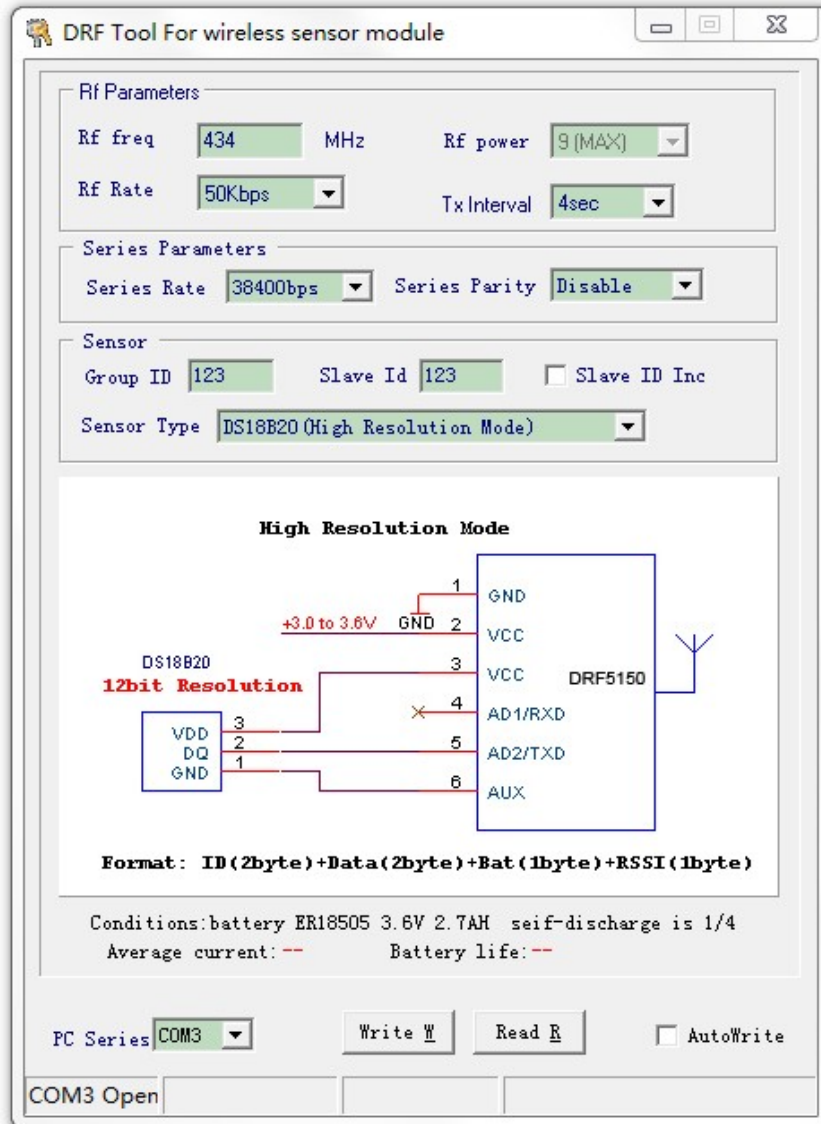 DRF Tool For wireless sensor module
Rf Parameters
Rf freq 434 MHz Rf power 9 (MAX)
Rf Rate 50Kbps Tx Interval 4sec
Series Parameters
Series Rate 38400bps Series Parity Disable
Sensor
Group ID 123 Slave Id 123 Slave ID Inc
Sensor Type DS18B20(High Resolution Mode)
High Resolution Mode
1 GND
+3.0 to 3.6V GND 2 VCC
DS18B20 3 VCC DRF5150
12bit Resolution
4 AD1/RXD
VDD 3
DQ 2 5 AD2/TXD
GND 1
6 AUX
Format: ID(2byte)+Data(2byte)+Bat(1byte)+RSSI(1byte)
Conditions:battery ER18505 3.6V 2.7AH seif-discharge is 1/4
Average current:-- Battery life:--
PC Series COM3 Write W Read R AutoWrite
COM3 Open